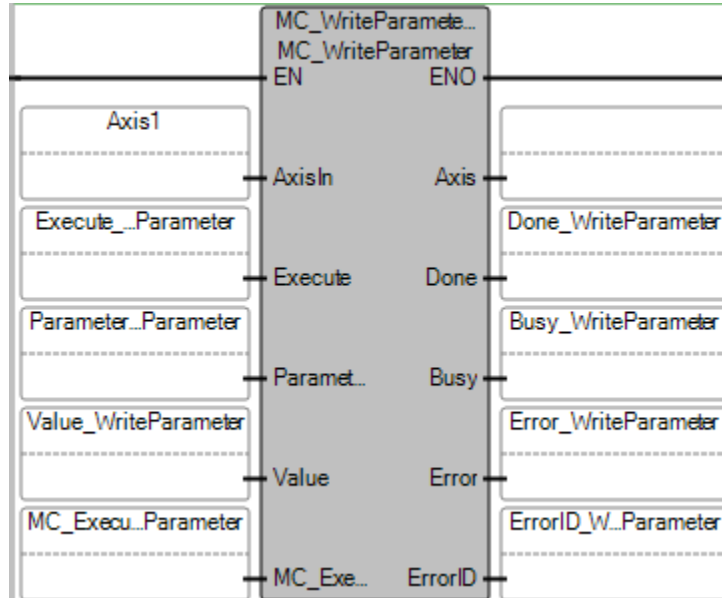 MC_WriteParamete...
MC_WriteParameter
EN ENO
Axis1
AxisIn Axis
Execute_...Parameter Done_WriteParameter
Execute Done
Parameter...Parameter Busy_WriteParameter
Paramet... Busy
Value_WriteParameter Error_WriteParameter
Value Error
MC_Execu...Parameter ErrorID_W...Parameter
MC_Exe... ErrorID